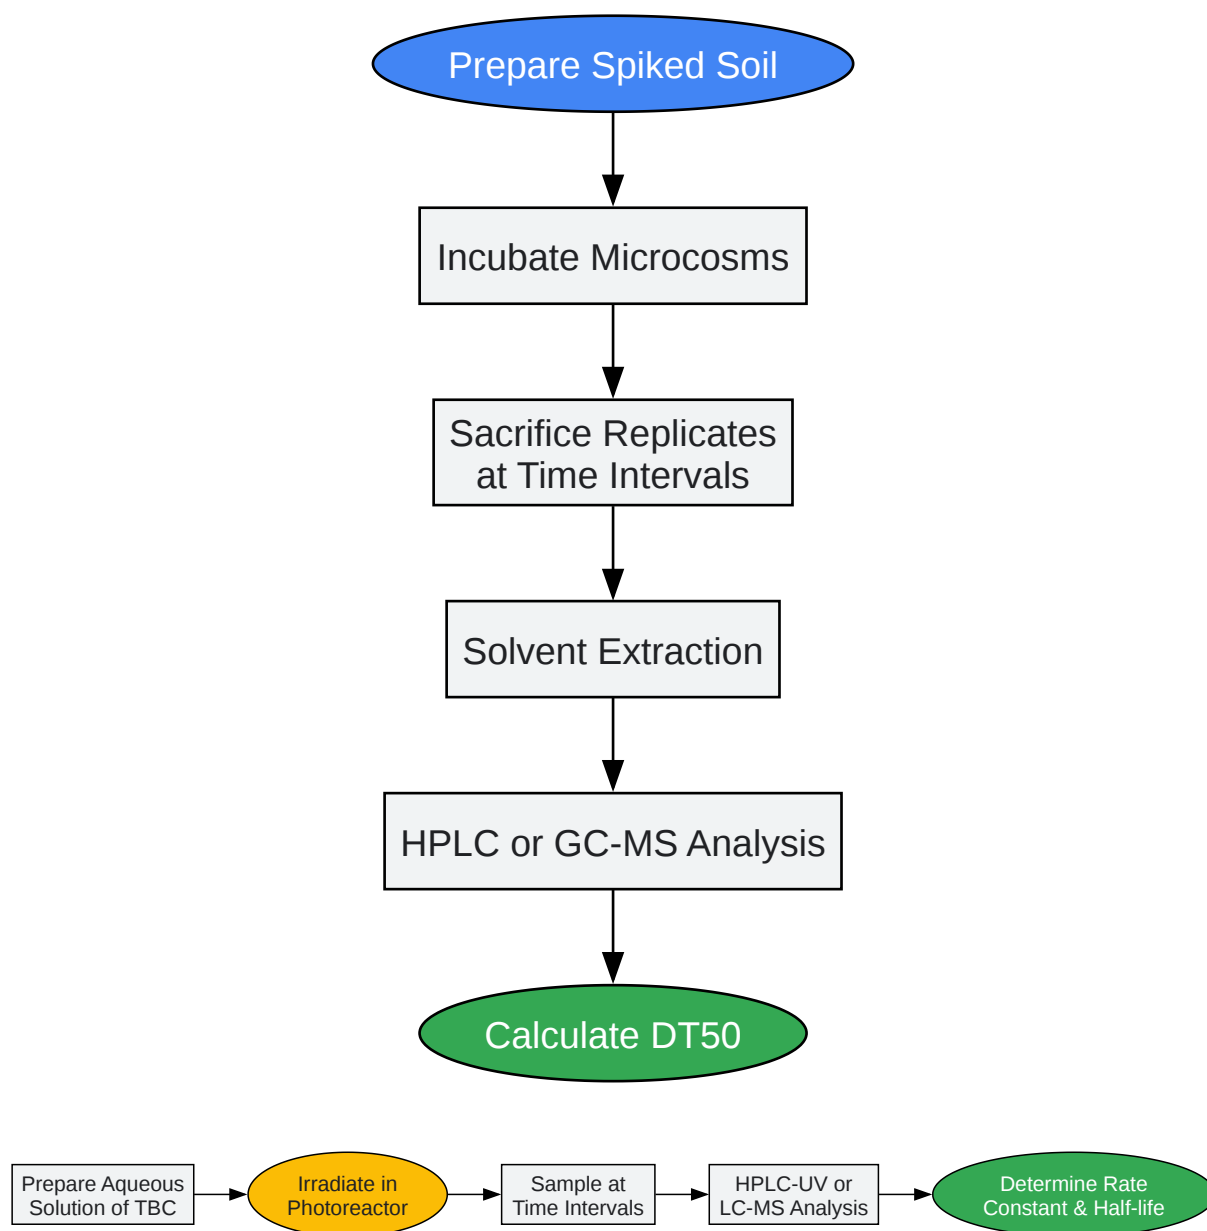 Prepare Spiked Soil
Incubate Microcosms
Sacrifice Replicates
at Time Intervals
Solvent Extraction
HPLC or GC-MS Analysis
Calculate DT50
Prepare Aqueous
Solution of TBC
Irradiate in
Photoreactor
Sample at
Time Intervals
HPLC-UV or
LC-MS Analysis
Determine Rate
Constant & Half-life